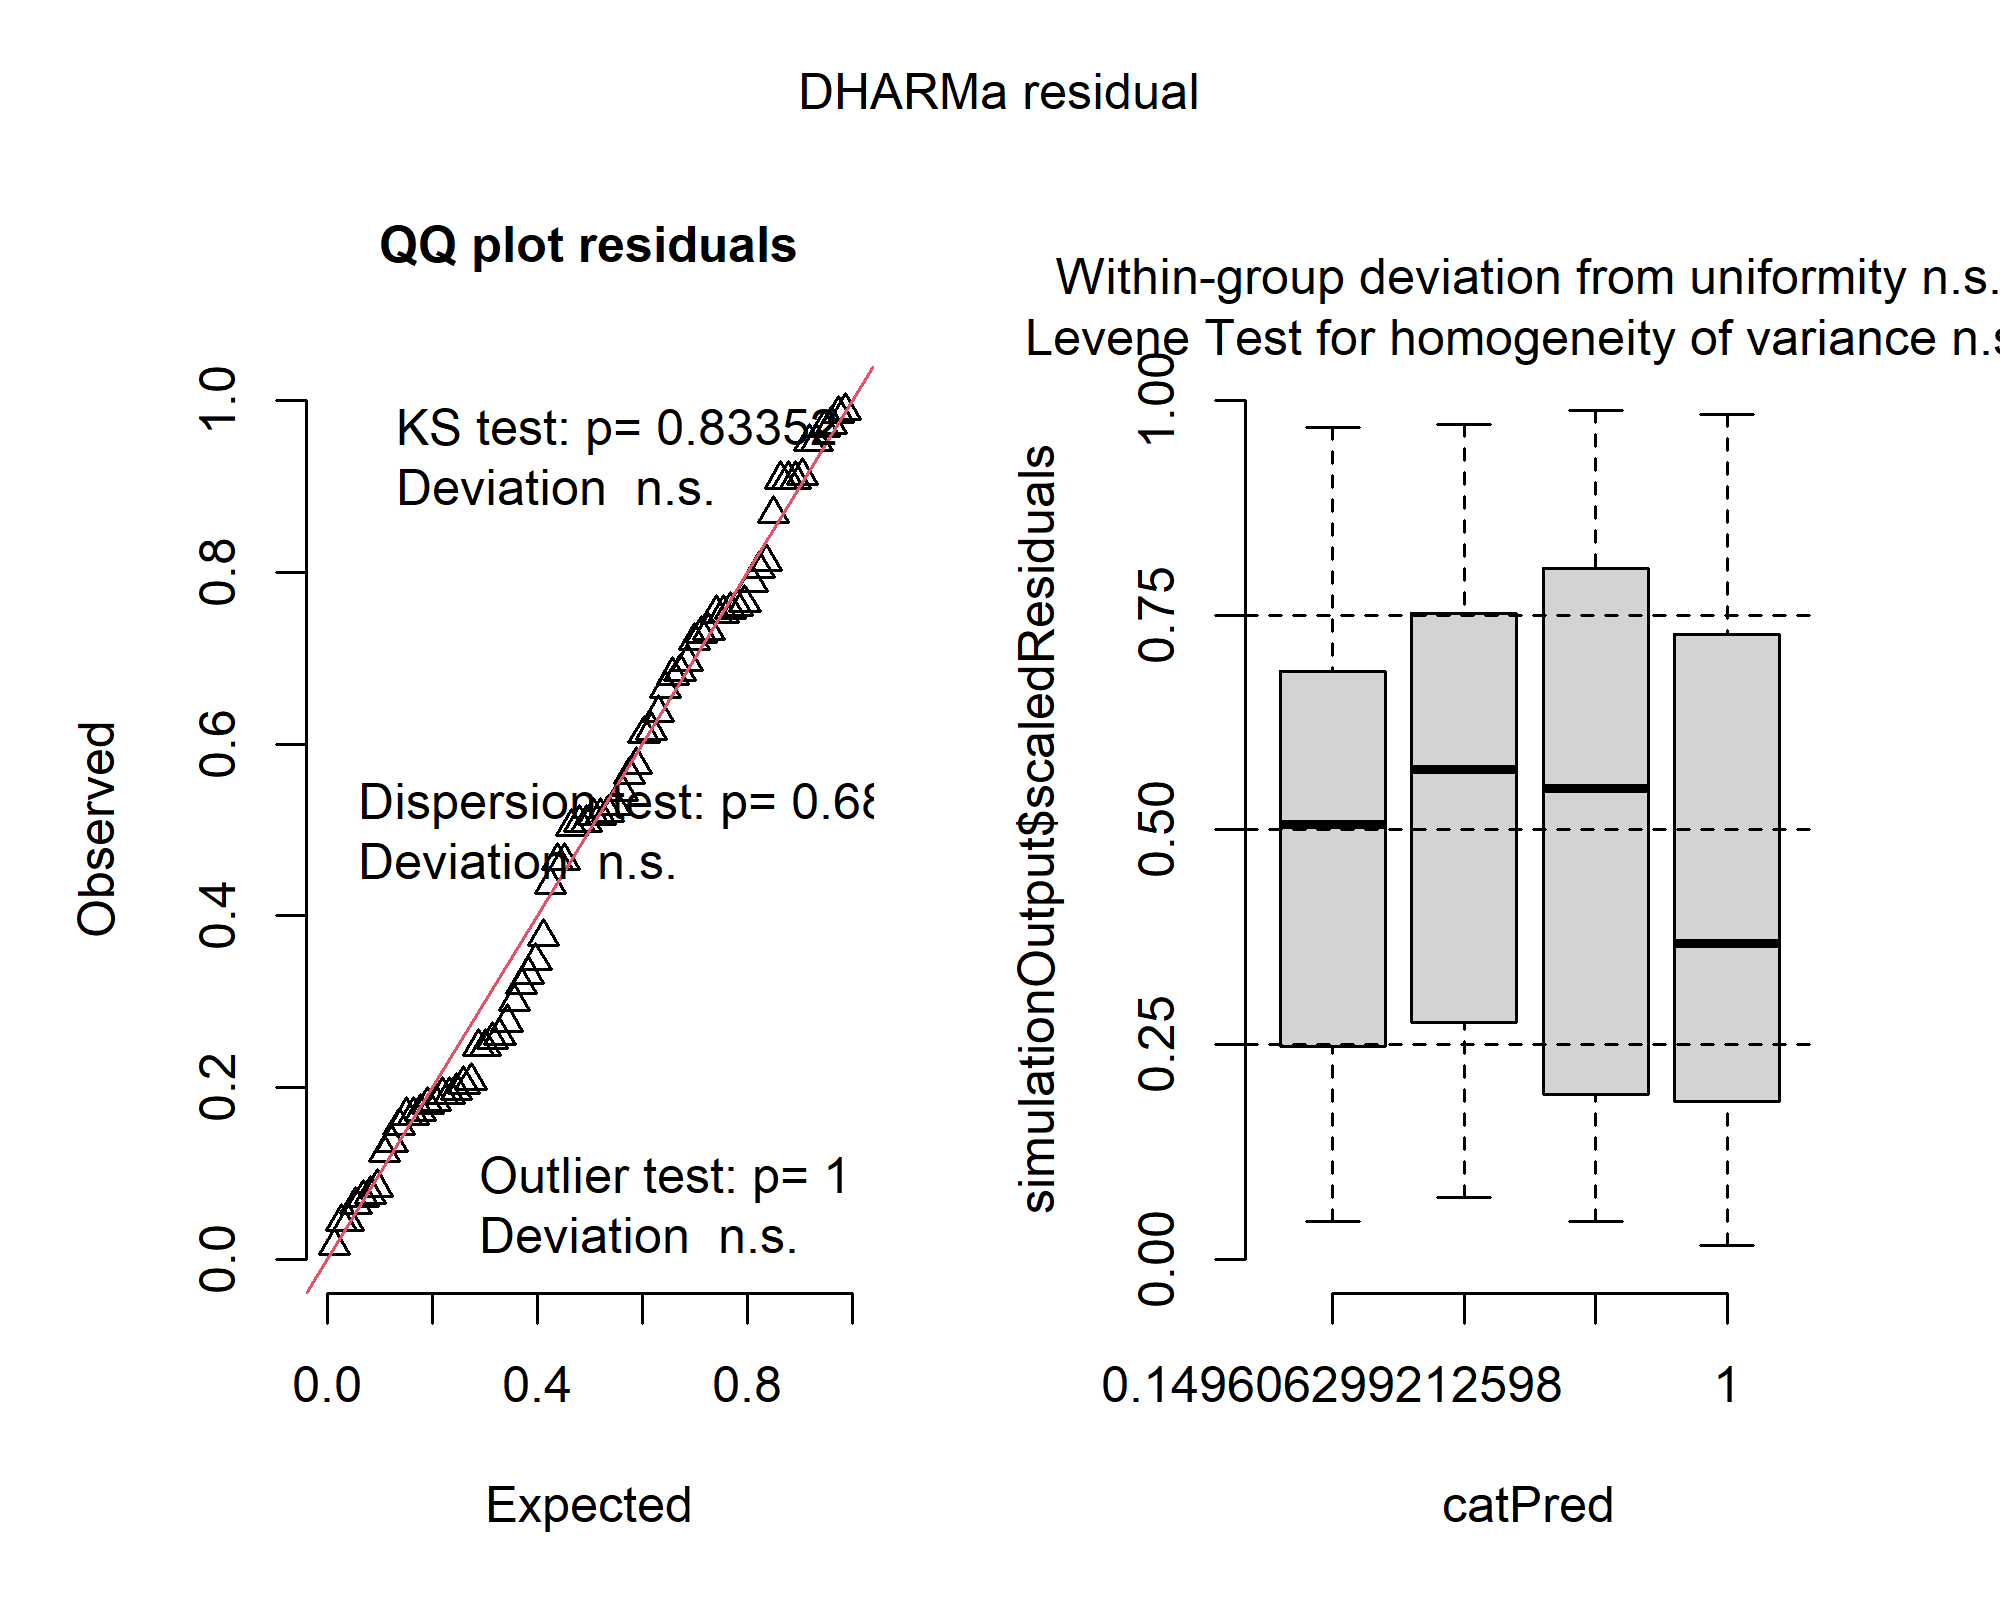 DHARMa residual
QQ plot residuals
KS test: p= 0.8335
Deviation  n.s.
Dispersion test: p= 0.68
Deviation  n.s.
Outlier test: p= 1
Deviation  n.s.
Observed
0.0
0.2
0.4
0.6
0.8
1.0
0.0
0.4
0.8
Expected
Within-group deviation from uniformity n.s.
Levene Test for homogeneity of variance n.s
simulationOutput$scaledResiduals
0.00
0.25
0.50
0.75
1.00
0.149606299212598
1
catPred